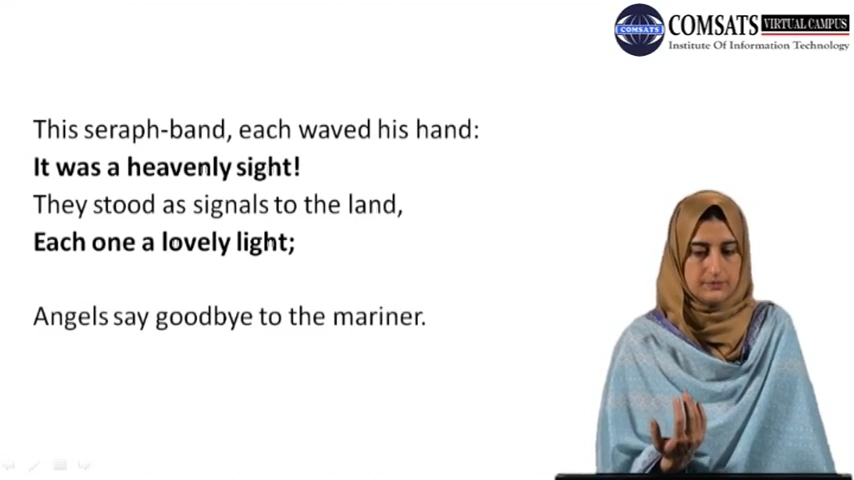 COMSATS VIRTUAL CAMPUS
Institute Of Information Technology
COMSATS
This seraph-band, each waved his hand:
It was a heavenly sight!
They stood as signals to the land,
Each one a lovely light;
Angels say goodbye to the mariner.